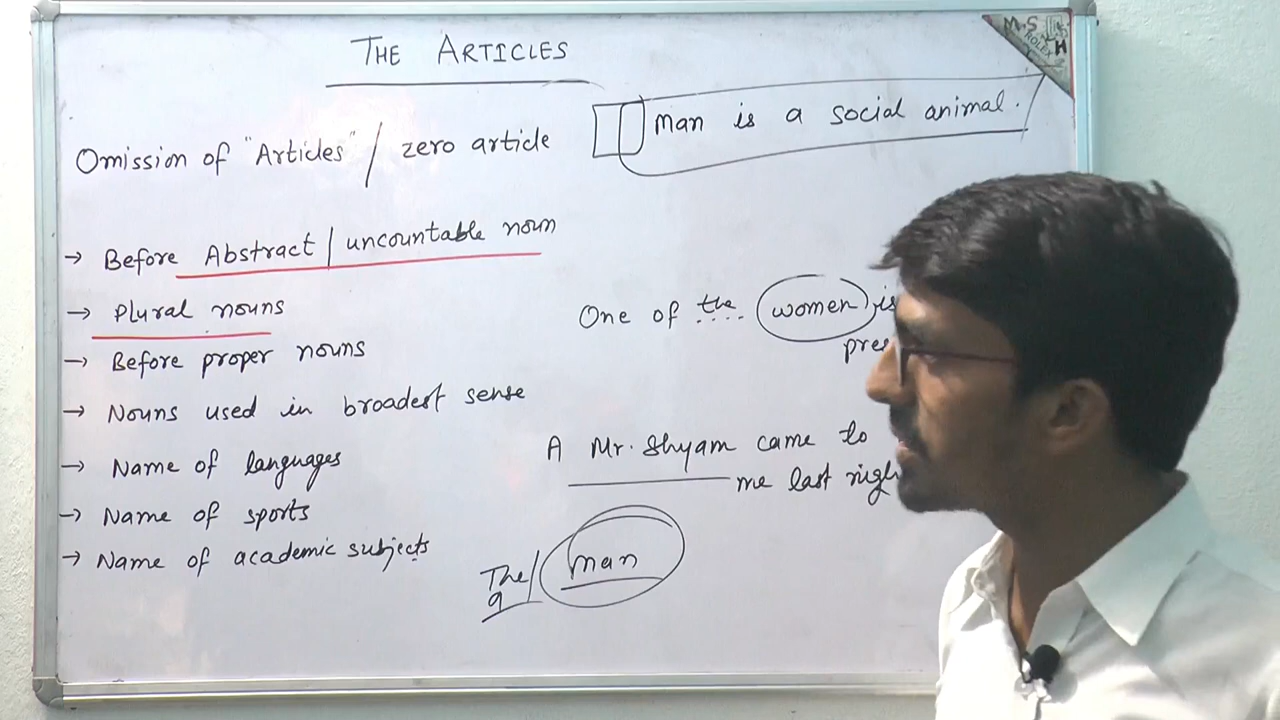 THE ARTICLES
Omission of "Articles" / zero article
→ Before Abstract / uncountable noun
→ Plural nouns
→ Before proper nouns
→ Nouns used in broadest sense
→ Name of languages
→ Name of sports
→ Name of academic subjects
man is a social animal.
One of the women is
A Mr. Shyam came to
me last
The / man
a
M.S
ROLEX